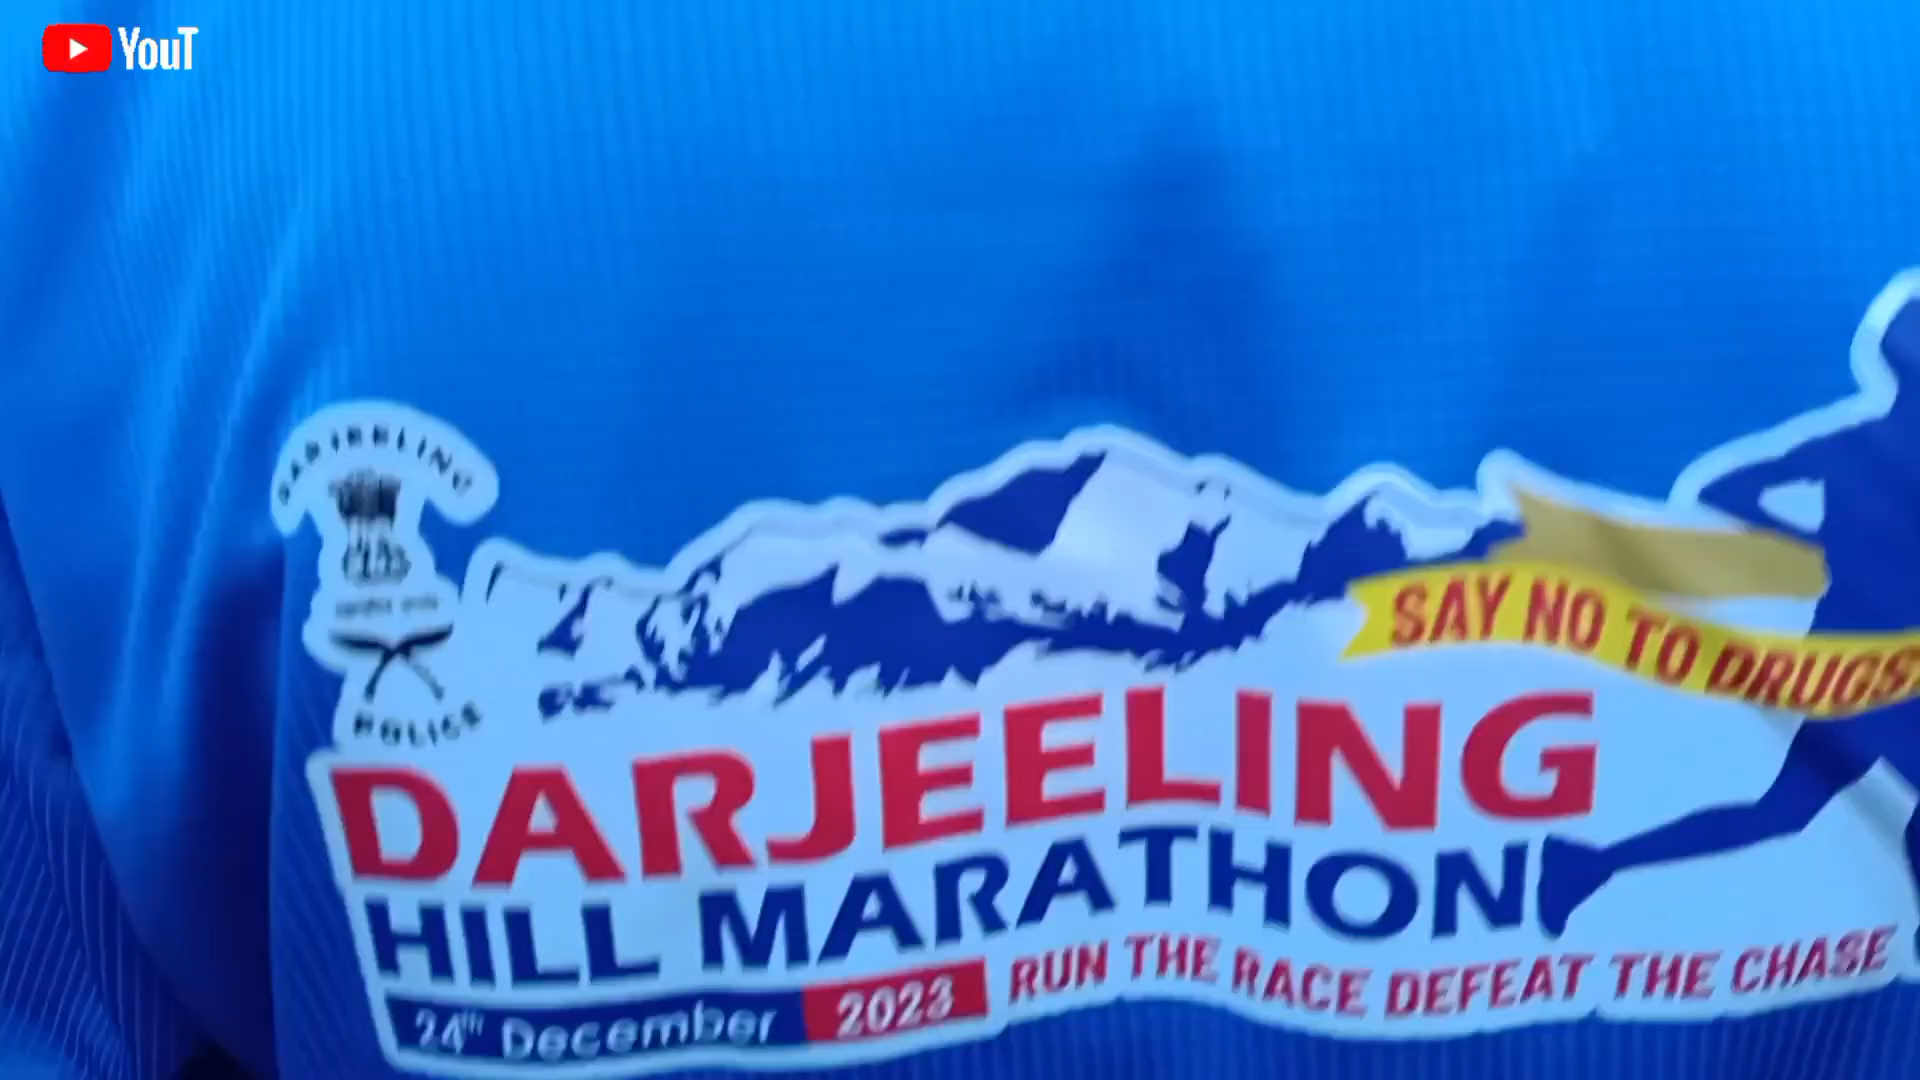 YouT
DARJEELING
POLICE
SAY NO TO DRUGS
DARJEELING
HILL MARATHON
24th December 2023
RUN THE RACE DEFEAT THE CHASE